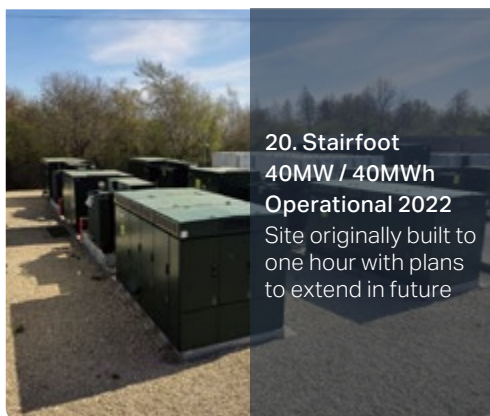 20. Stairfoot
40MW / 40MWh
Operational 2022
Site originally built to
one hour with plans
to extend in future